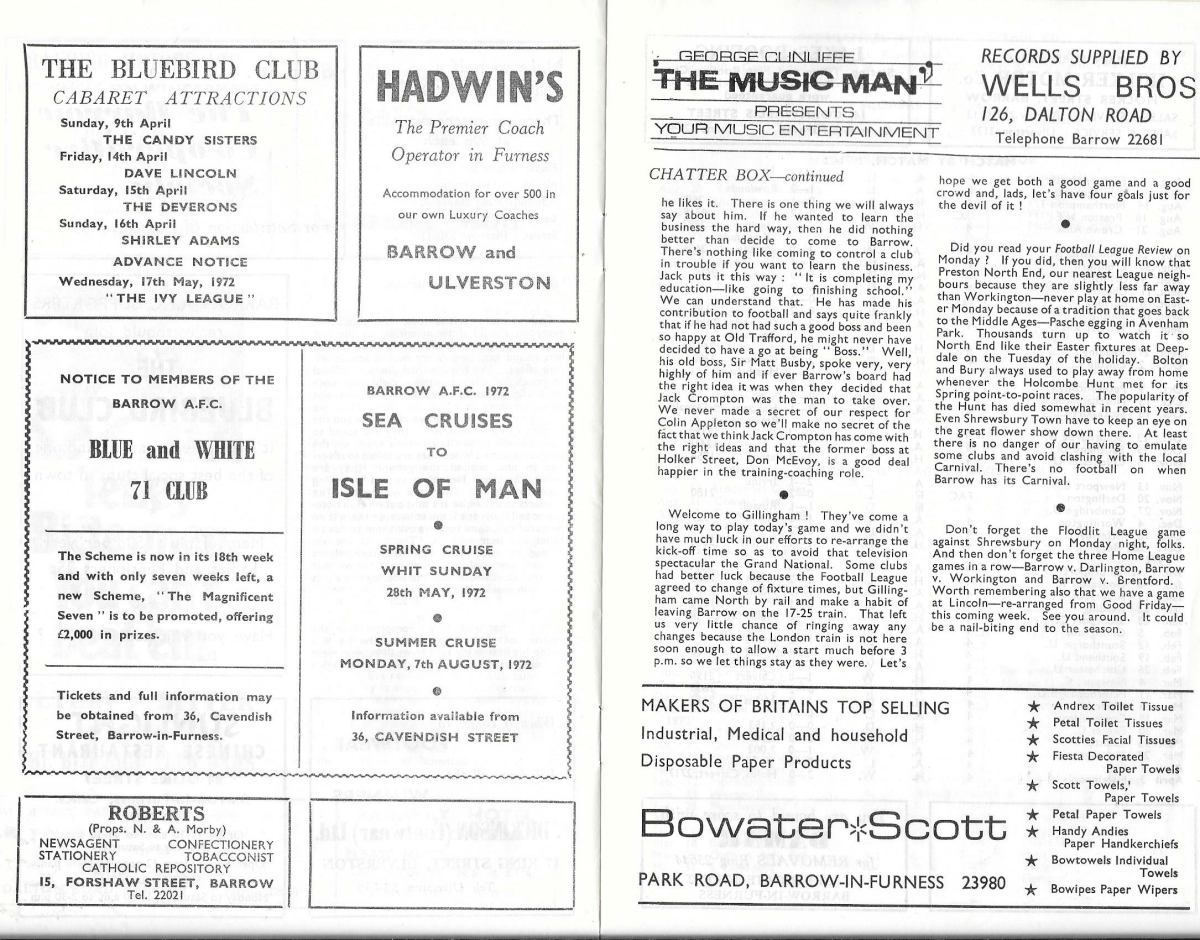 THE BLUEBIRD CLUB
CABARET ATTRACTIONS
Sunday, 9th April
THE CANDY SISTERS
Friday, 14th April
DAVE LINCOLN
Saturday, 15th April
THE DEVERONS
Sunday, 16th April
SHIRLEY ADAMS
ADVANCE NOTICE
Wednesday, 17th May, 1972
"THE IVY LEAGUE"
HADWIN'S
The Premier Coach
Operator in Furness
Accommodation for over 500 in
our own Luxury Coaches
BARROW and
ULVERSTON
NOTICE TO MEMBERS OF THE
BARROW A.F.C.
BLUE and WHITE
71 CLUB
The Scheme is now in its 18th week
and with only seven weeks left, a
new Scheme, "The Magnificent
Seven" is to be promoted, offering
£2,000 in prizes.
Tickets and full information may
be obtained from 36, Cavendish
Street, Barrow-in-Furness.
BARROW A.F.C. 1972
SEA CRUISES
TO
ISLE OF MAN
SPRING CRUISE
WHIT SUNDAY
28th MAY, 1972
SUMMER CRUISE
MONDAY, 7th AUGUST, 1972
Information available from
36, CAVENDISH STREET
ROBERTS
(Props. N. & A. Morby)
NEWSAGENT CONFECTIONERY
STATIONERY TOBACCONIST
CATHOLIC REPOSITORY
15, FORSHAW STREET, BARROW
Tel. 22021
GEORGE CUNLIFFE
THE MUSIC MAN
PRESENTS
YOUR MUSIC ENTERTAINMENT
RECORDS SUPPLIED BY
WELLS BROS
126, DALTON ROAD
Telephone Barrow 22681
CHATTER BOX—continued
he likes it. There is one thing we will always
say about him. If he wanted to learn the
business the hard way, then he did nothing
better than decide to come to Barrow.
There's nothing like coming to control a club
in trouble if you want to learn the business.
Jack puts it this way : "It is completing my
education—like going to finishing school."
We can understand that. He has made his
contribution to football and says quite frankly
that if he had not had such a good boss and been
so happy at Old Trafford, he might never have
decided to have a go at being "Boss." Well,
his old boss, Sir Matt Busby, spoke very, very
highly of him and if ever Barrow's board had
the right idea it was when they decided that
Jack Crompton was the man to take over.
We never made a secret of our respect for
Colin Appleton so we'll make no secret of the
fact that we think Jack Crompton has come with
the right ideas and that the former boss at
Holker Street, Don McEvoy, is a good deal
happier in the training-coaching role.
Welcome to Gillingham ! They've come a
long way to play today's game and we didn't
have much luck in our efforts to re-arrange the
kick-off time so as to avoid that television
spectacular the Grand National. Some clubs
had better luck because the Football League
agreed to change of fixture times, but Gilling-
ham came North by rail and make a habit of
leaving Barrow on the 17-25 train. That left
us very little chance of ringing away any
changes because the London train is not here
soon enough to allow a start much before 3
p.m. so we let things stay as they were. Let's
hope we get both a good game and a good
crowd and, lads, let's have four goals just for
the devil of it !
Did you read your Football League Review on
Monday ? If you did, then you will know that
Preston North End, our nearest League neigh-
bours because they are slightly less far away
than Workington—never play at home on East-
er Monday because of a tradition that goes back
to the Middle Ages—Pasche egging in Avenham
Park. Thousands turn up to watch it so
North End like their Easter fixtures at Deep-
dale on the Tuesday of the holiday. Bolton
and Bury always used to play away from home
whenever the Holcombe Hunt met for its
Spring point-to-point races. The popularity of
the Hunt has died somewhat in recent years.
Even Shrewsbury Town have to keep an eye on
the great flower show down there. At least
there is no danger of our having to emulate
some clubs and avoid clashing with the local
Carnival. There's no football on when
Barrow has its Carnival.
Don't forget the Floodlit League game
against Shrewsbury on Monday night, folks.
And then don't forget the three Home League
games in a row—Barrow v. Darlington, Barrow
v. Workington and Barrow v. Brentford.
Worth remembering also that we have a game
at Lincoln—re-arranged from Good Friday—
this coming week. See you around. It could
be a nail-biting end to the season.
MAKERS OF BRITAINS TOP SELLING
Industrial, Medical and household
Disposable Paper Products
Bowater Scott
PARK ROAD, BARROW-IN-FURNESS 23980
★ Andrex Toilet Tissue
★ Petal Toilet Tissues
★ Scotties Facial Tissues
★ Fiesta Decorated
Paper Towels
★ Scott Towels,'
Paper Towels
★ Petal Paper Towels
★ Handy Andies
Paper Handkerchiefs
★ Bowtowels Individual
Towels
★ Bowipes Paper Wipers